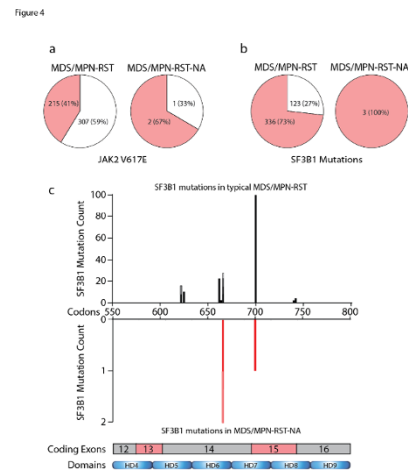 Figure 4
a
b
MDS/MPN-RST
MDS/MPN-RST-NA
MDS/MPN-RST
MDS/MPN-RST-NA
215 (41%)
307 (59%)
1 (33%)
2 (67%)
123 (27%)
336 (73%)
3 (100%)
JAK2 V617E
SF3B1 Mutations
c
SF3B1 mutations in typical MDS/MPN-RST
SF3B1 Mutation Count
100
80
60
40
20
0
Codons
550
600
650
700
750
800
SF3B1 Mutation Count
0
1
2
SF3B1 mutations in MDS/MPN-RST-NA
Coding Exons
12
13
14
15
16
Domains
HD4
HD5
HD6
HD7
HD8
HD9